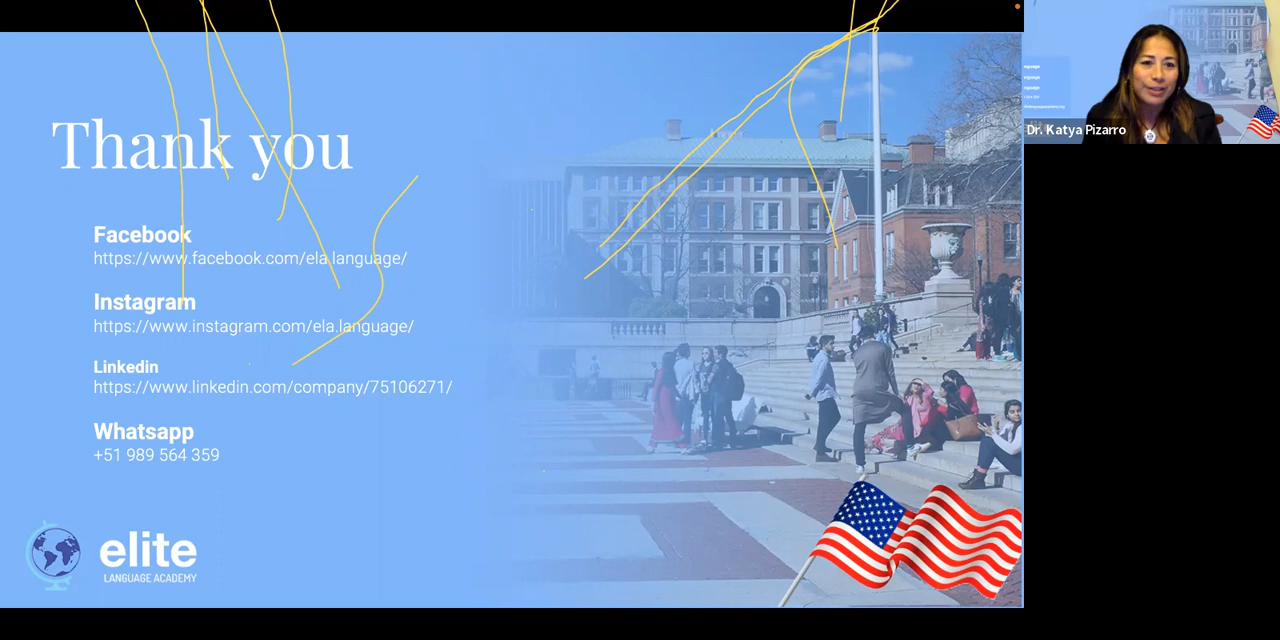 Thank you
Facebook
https://www.facebook.com/ela.language/
Instagram
https://www.instagram.com/ela.language/
Linkedin
https://www.linkedin.com/company/75106271/
Whatsapp
+51 989 564 359
elite
LANGUAGE ACADEMY
Dr. Katya Pizarro